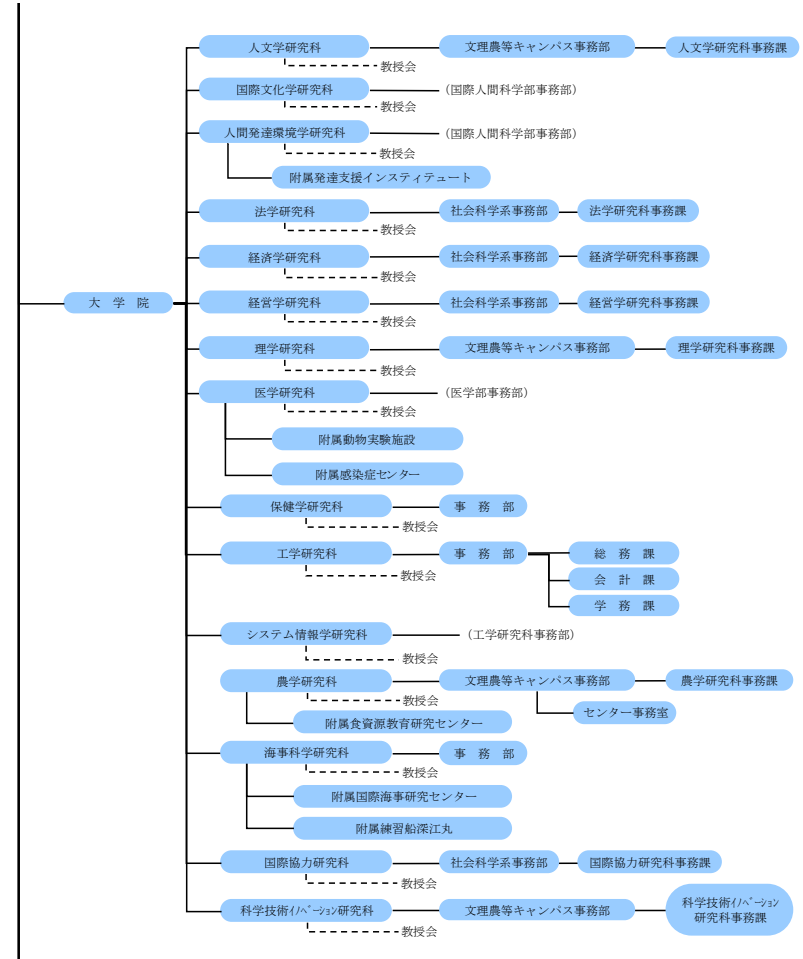 人文学研究科 文理農等キャンパス事務部 人文学研究科事務課
教授会
国際文化学研究科 （国際人間科学部事務部）
教授会
人間発達環境学研究科 （国際人間科学部事務部）
教授会
附属発達支援インスティテュート
法学研究科 社会科学系事務部 法学研究科事務課
教授会
経済学研究科 社会科学系事務部 経済学研究科事務課
教授会
大 学 院 経営学研究科 社会科学系事務部 経営学研究科事務課
教授会
理学研究科 文理農等キャンパス事務部 理学研究科事務課
教授会
医学研究科 （医学部事務部）
教授会
附属動物実験施設
附属感染症センター
保健学研究科 事 務 部
教授会
工学研究科 事 務 部 総 務 課
教授会 会 計 課
学 務 課
システム情報学研究科 （工学研究科事務部）
教授会
農学研究科 文理農等キャンパス事務部 農学研究科事務課
教授会
センター事務室
附属食資源教育研究センター
海事科学研究科 事 務 部
教授会
附属国際海事研究センター
附属練習船深江丸
国際協力研究科 社会科学系事務部 国際協力研究科事務課
教授会
科学技術ｲﾉﾍﾞｰｼｮﾝ研究科 文理農等キャンパス事務部 科学技術ｲﾉﾍﾞｰｼｮﾝ
研究科事務課
教授会